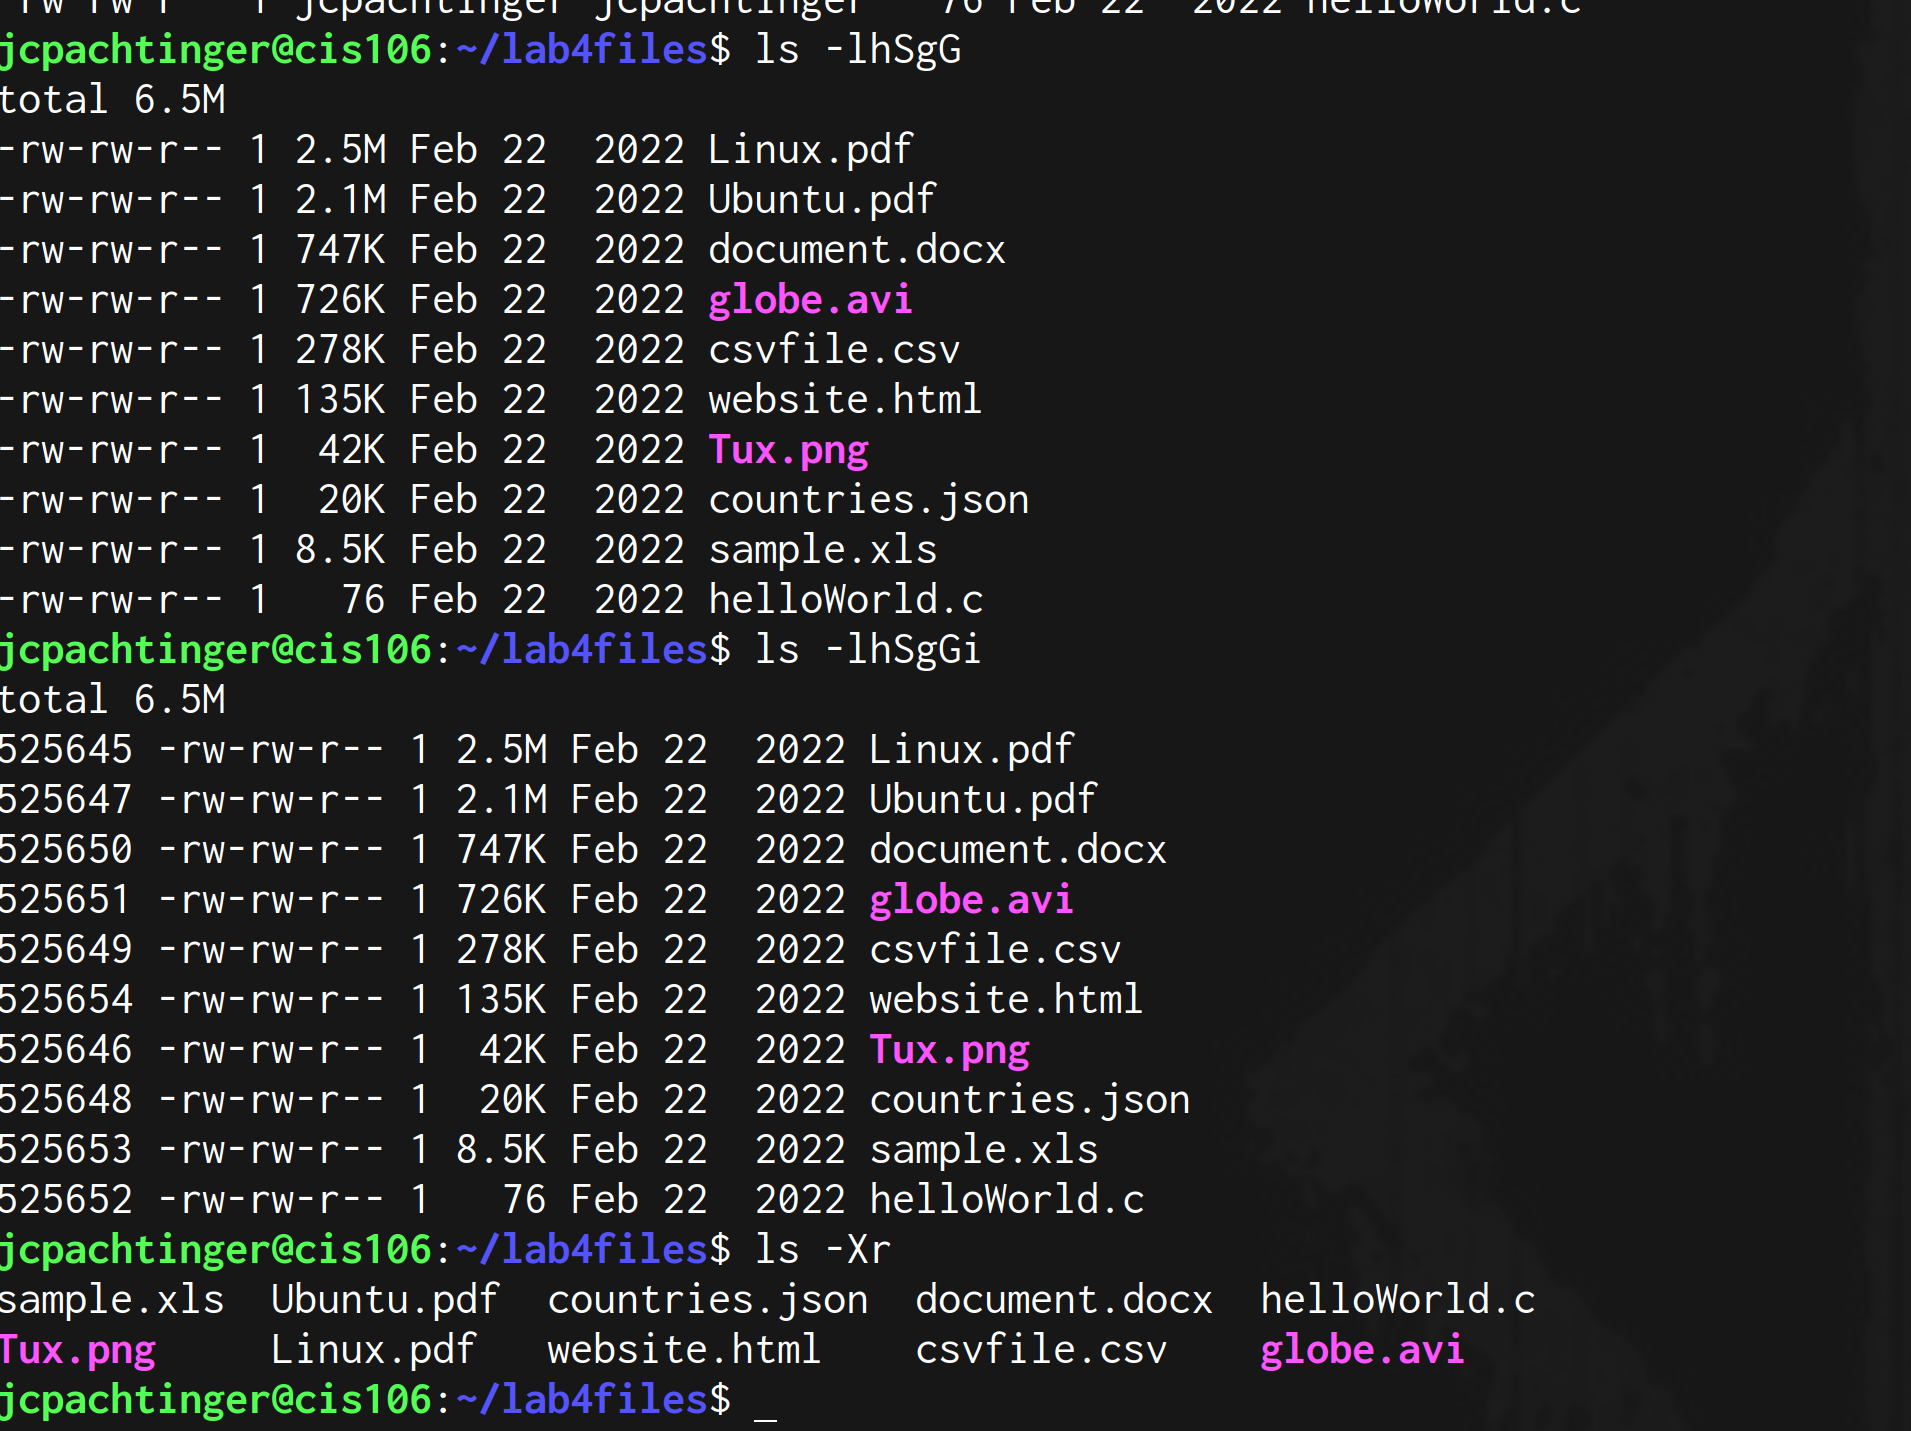 -rw-rw-r-- 1 jcpachtinger jcpachtinger   76 Feb 22  2022 helloWorld.c
jcpachtinger@cis106:~/lab4files$ ls -lhSgG
total 6.5M
-rw-rw-r-- 1 2.5M Feb 22  2022 Linux.pdf
-rw-rw-r-- 1 2.1M Feb 22  2022 Ubuntu.pdf
-rw-rw-r-- 1 747K Feb 22  2022 document.docx
-rw-rw-r-- 1 726K Feb 22  2022 globe.avi
-rw-rw-r-- 1 278K Feb 22  2022 csvfile.csv
-rw-rw-r-- 1 135K Feb 22  2022 website.html
-rw-rw-r-- 1  42K Feb 22  2022 Tux.png
-rw-rw-r-- 1  20K Feb 22  2022 countries.json
-rw-rw-r-- 1 8.5K Feb 22  2022 sample.xls
-rw-rw-r-- 1   76 Feb 22  2022 helloWorld.c
jcpachtinger@cis106:~/lab4files$ ls -lhSgGi
total 6.5M
525645 -rw-rw-r-- 1 2.5M Feb 22  2022 Linux.pdf
525647 -rw-rw-r-- 1 2.1M Feb 22  2022 Ubuntu.pdf
525650 -rw-rw-r-- 1 747K Feb 22  2022 document.docx
525651 -rw-rw-r-- 1 726K Feb 22  2022 globe.avi
525649 -rw-rw-r-- 1 278K Feb 22  2022 csvfile.csv
525654 -rw-rw-r-- 1 135K Feb 22  2022 website.html
525646 -rw-rw-r-- 1  42K Feb 22  2022 Tux.png
525648 -rw-rw-r-- 1  20K Feb 22  2022 countries.json
525653 -rw-rw-r-- 1 8.5K Feb 22  2022 sample.xls
525652 -rw-rw-r-- 1   76 Feb 22  2022 helloWorld.c
jcpachtinger@cis106:~/lab4files$ ls -Xr
sample.xls  Ubuntu.pdf  countries.json  document.docx  helloWorld.c
Tux.png     Linux.pdf   website.html    csvfile.csv    globe.avi
jcpachtinger@cis106:~/lab4files$ _